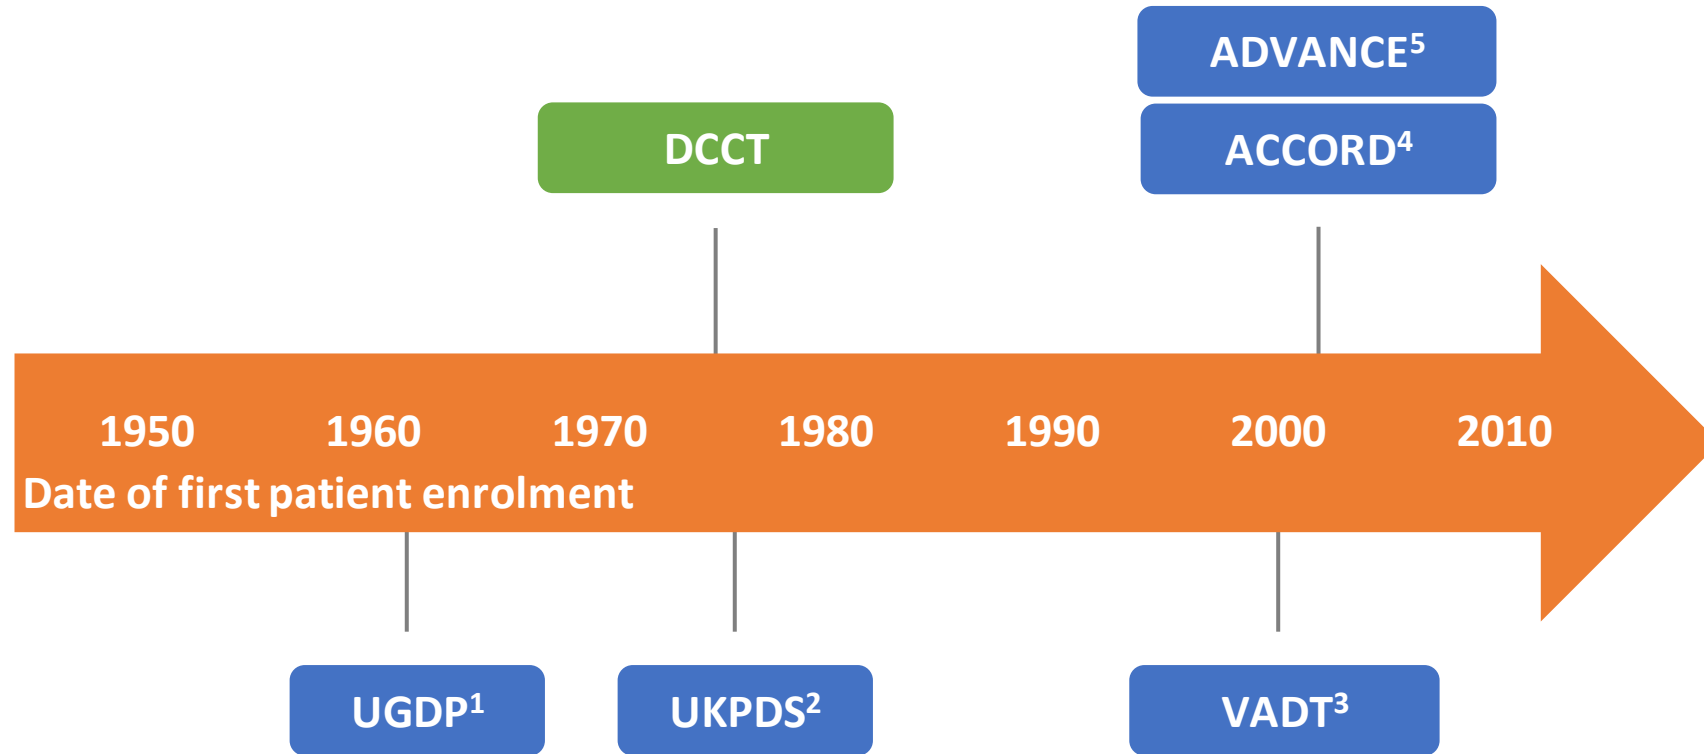 ADVANCE⁵
DCCT
ACCORD⁴
1950 1960 1970 1980 1990 2000 2010
Date of first patient enrolment
UGDP¹
UKPDS²
VADT³